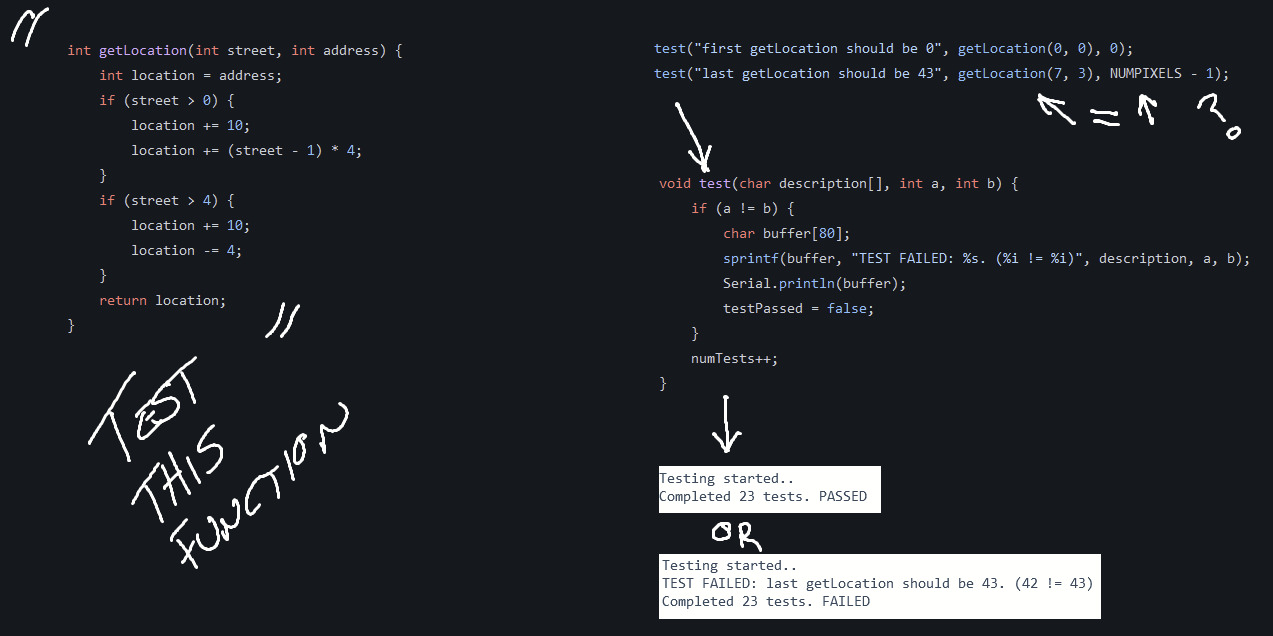 int getLocation(int street, int address) {
    int location = address;
    if (street > 0) {
        location += 10;
        location += (street - 1) * 4;
    }
    if (street > 4) {
        location += 10;
        location -= 4;
    }
    return location;
}
"
TEST
THIS
FUNCTION
test("first getLocation should be 0", getLocation(0, 0), 0);
test("last getLocation should be 43", getLocation(7, 3), NUMPIXELS - 1);
↖ = ↑ ?
void test(char description[], int a, int b) {
    if (a != b) {
        char buffer[80];
        sprintf(buffer, "TEST FAILED: %s. (%i != %i)", description, a, b);
        Serial.println(buffer);
        testPassed = false;
    }
    numTests++;
}
Testing started..
Completed 23 tests. PASSED
OR
Testing started..
TEST FAILED: last getLocation should be 43. (42 != 43)
Completed 23 tests. FAILED